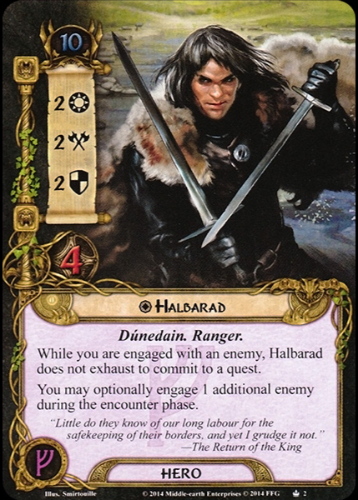 10
2
2
2
4
Halbarad
Dúnedain. Ranger.
While you are engaged with an enemy, Halbarad
does not exhaust to commit to a quest.
You may optionally engage 1 additional enemy
during the encounter phase.
"Little do they know of our long labour for the
safekeeping of their borders, and yet I grudge it not."
—The Return of the King
HERO
Illus. Smirtouille
© 2014 Middle-earth Enterprises © 2014 FFG
2